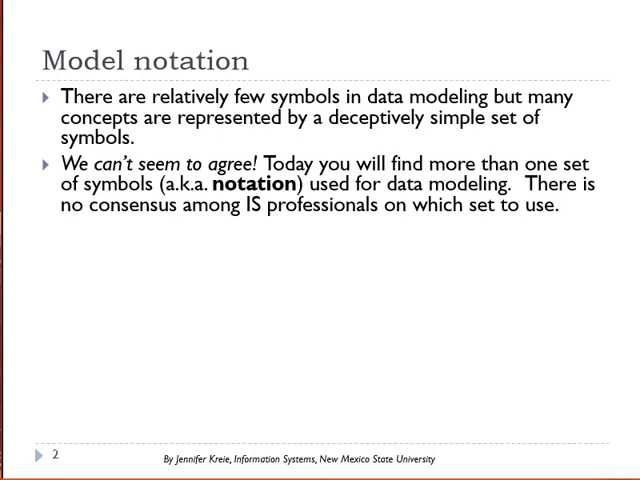 Model notation
There are relatively few symbols in data modeling but many
concepts are represented by a deceptively simple set of
symbols.
We can't seem to agree! Today you will find more than one set
of symbols (a.k.a. notation) used for data modeling.  There is
no consensus among IS professionals on which set to use.
2
By Jennifer Kreie, Information Systems, New Mexico State University